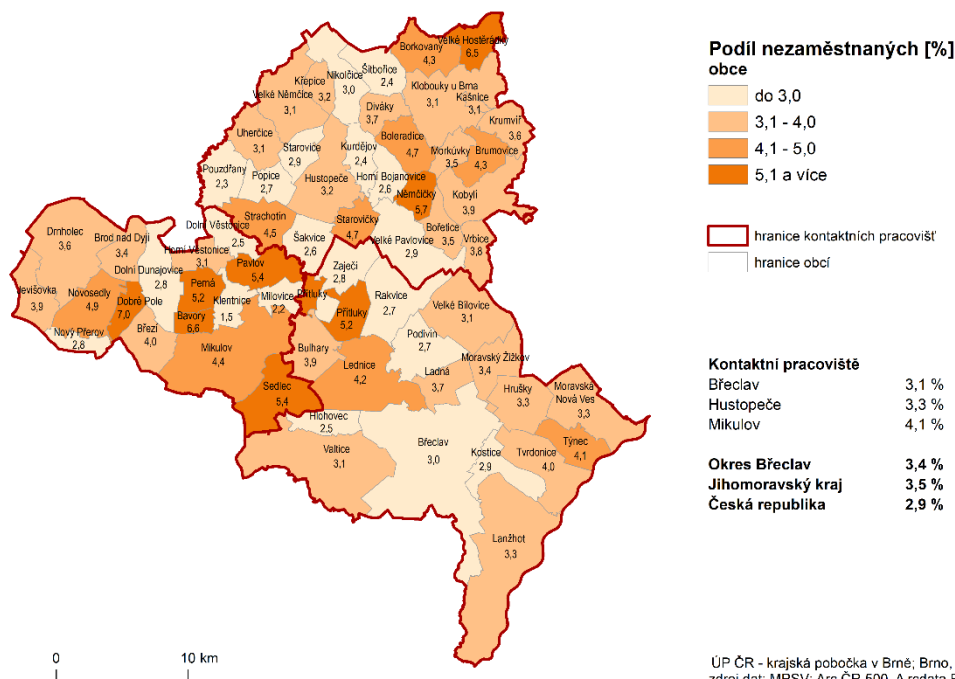 Podíl nezaměstnaných [%]
obce
do 3,0
3,1 - 4,0
4,1 - 5,0
5,1 a více
hranice kontaktních pracovišť
hranice obcí
Kontaktní pracoviště
Břeclav 3,1 %
Hustopeče 3,3 %
Mikulov 4,1 %
Okres Břeclav 3,4 %
Jihomoravský kraj 3,5 %
Česká republika 2,9 %
Borkovany
4,3
Velké Hostěrádky
6,5
Šitbořice
2,4
Nikolčice
3,0
Křepice
3,2
Velké Němčice
3,1
Klobouky u Brna
3,1
Kašnice
3,1
Diváky
3,7
Krumvíř
3,6
Uherčice
3,1
Boleradice
4,7
Starovice
2,9
Kurdějov
2,4
Morkůvky
3,5
Brumovice
4,3
Pouzdřany
2,3
Popice
2,7
Hustopeče
3,2
Horní Bojanovice
2,6
Němčičky
5,7
Kobylí
3,9
Strachotín
4,5
Starovičky
4,7
Bořetice
3,5
Vrbice
3,8
Dolní Věstonice
2,5
Šakvice
2,6
Velké Pavlovice
2,9
Drnholec
3,6
Brod nad Dyjí
3,4
Horní Věstonice
3,1
Pavlov
5,4
Zaječí
2,8
Dolní Dunajovice
2,8
Perná
5,2
Klentnice
1,5
Milovice
2,2
Přítluky
Přítluky
5,2
Rakvice
2,7
Velké Bílovice
3,1
Jevišovka
3,9
Novosedly
4,9
Dobré Pole
7,0
Bavory
6,6
Nový Přerov
2,8
Březí
4,0
Mikulov
4,4
Bulhary
3,9
Lednice
4,2
Podivín
2,7
Ladná
3,7
Moravský Žižkov
3,4
Sedlec
5,4
Hrušky
3,3
Moravská
Nová Ves
3,3
Hlohovec
2,5
Valtice
3,1
Břeclav
3,0
Kostice
2,9
Tvrdonice
4,0
Týnec
4,1
Lanžhot
3,3
0 10 km
ÚP ČR - krajská pobočka v Brně; Brno,